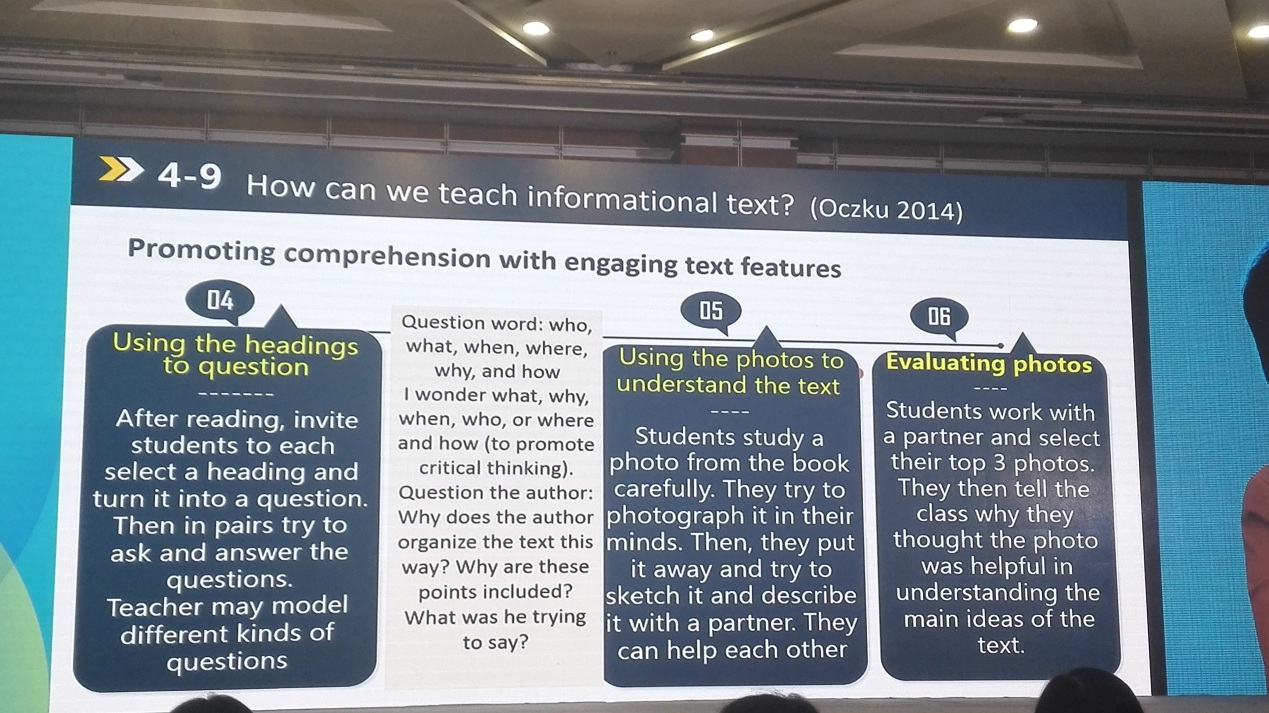 4-9 How can we teach informational text? (Oczku 2014)
Promoting comprehension with engaging text features
04
Using the headings
to question
-------
After reading, invite
students to each
select a heading and
turn it into a question.
Then in pairs try to
ask and answer the
questions.
Teacher may model
different kinds of
questions
Question word: who,
what, when, where,
why, and how
I wonder what, why,
when, who, or where
and how (to promote
critical thinking).
Question the author:
Why does the author
organize the text this
way? Why are these
points included?
What was he trying
to say?
05
Using the photos to
understand the text
----
Students study a
photo from the book
carefully. They try to
photograph it in their
minds. Then, they put
it away and try to
sketch it and describe
it with a partner. They
can help each other
06
Evaluating photos
----
Students work with
a partner and select
their top 3 photos.
They then tell the
class why they
thought the photo
was helpful in
understanding the
main ideas of the
text.